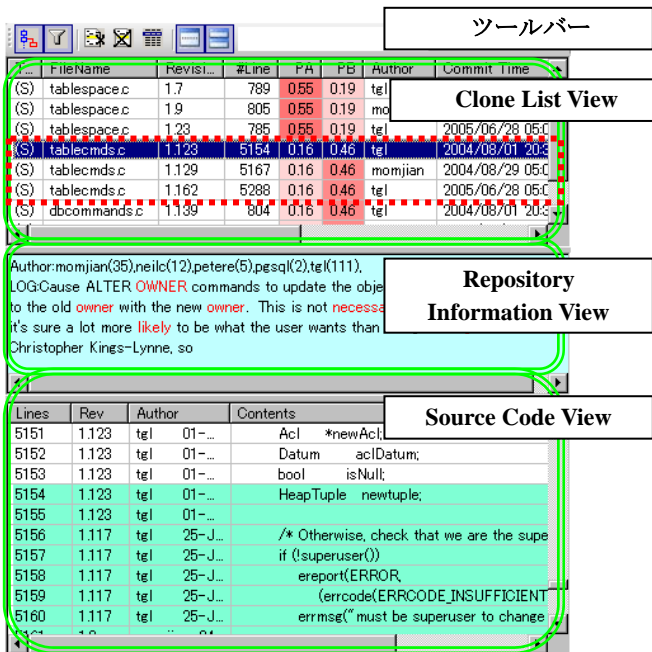 ツールバー
T... FileName Revisi... #Line PA PB Author Commit Time
(S) tablespace.c 1.7 789 0.55 0.19 tgl
Clone List View
(S) tablespace.c 1.9 805 0.55 0.19 mo
(S) tablespace.c 1.23 785 0.55 0.19 tgl 2005/06/28 05:0
(S) tablecmds.c 1.123 5154 0.16 0.46 tgl 2004/08/01 20:3
(S) tablecmds.c 1.129 5167 0.16 0.46 momjian 2004/08/29 05:0
(S) tablecmds.c 1.162 5288 0.16 0.46 tgl 2005/06/28 05:0
(S) dbcommands.c 1.139 804 0.16 0.46 tgl 2004/08/01 20:3
Author:momjian(35),neilc(12),petere(5),pgsql(2),tgl(111),
LOG:Cause ALTER OWNER commands to update the obje
to the old owner with the new owner. This is not necessa
it's sure a lot more likely to be what the user wants than
Christopher Kings-Lynne, so
Repository
Information View
Source Code View
Lines Rev Author Contents
5151 1.123 tgl 01-... Acl *newAcl;
5152 1.123 tgl 01-... Datum aclDatum;
5153 1.123 tgl 01-... bool isNull;
5154 1.123 tgl 01-... HeapTuple newtuple;
5155 1.123 tgl 01-...
5156 1.117 tgl 25-J... /* Otherwise, check that we are the supe
5157 1.117 tgl 25-J... if (!superuser())
5158 1.117 tgl 25-J... ereport(ERROR,
5159 1.117 tgl 25-J... (errcode(ERRCODE_INSUFFICIENT
5160 1.117 tgl 25-J... errmsg("must be superuser to change